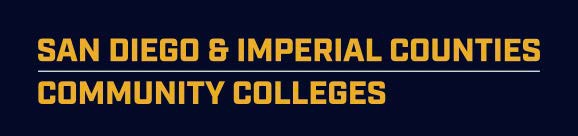 SAN DIEGO & IMPERIAL COUNTIES
COMMUNITY COLLEGES